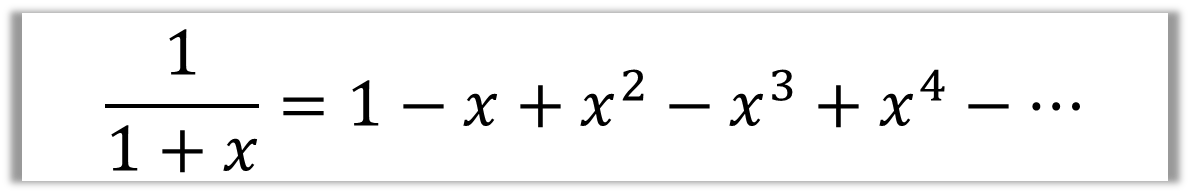 1/(1 + x) = 1 − x + x² − x³ + x⁴ − ⋯